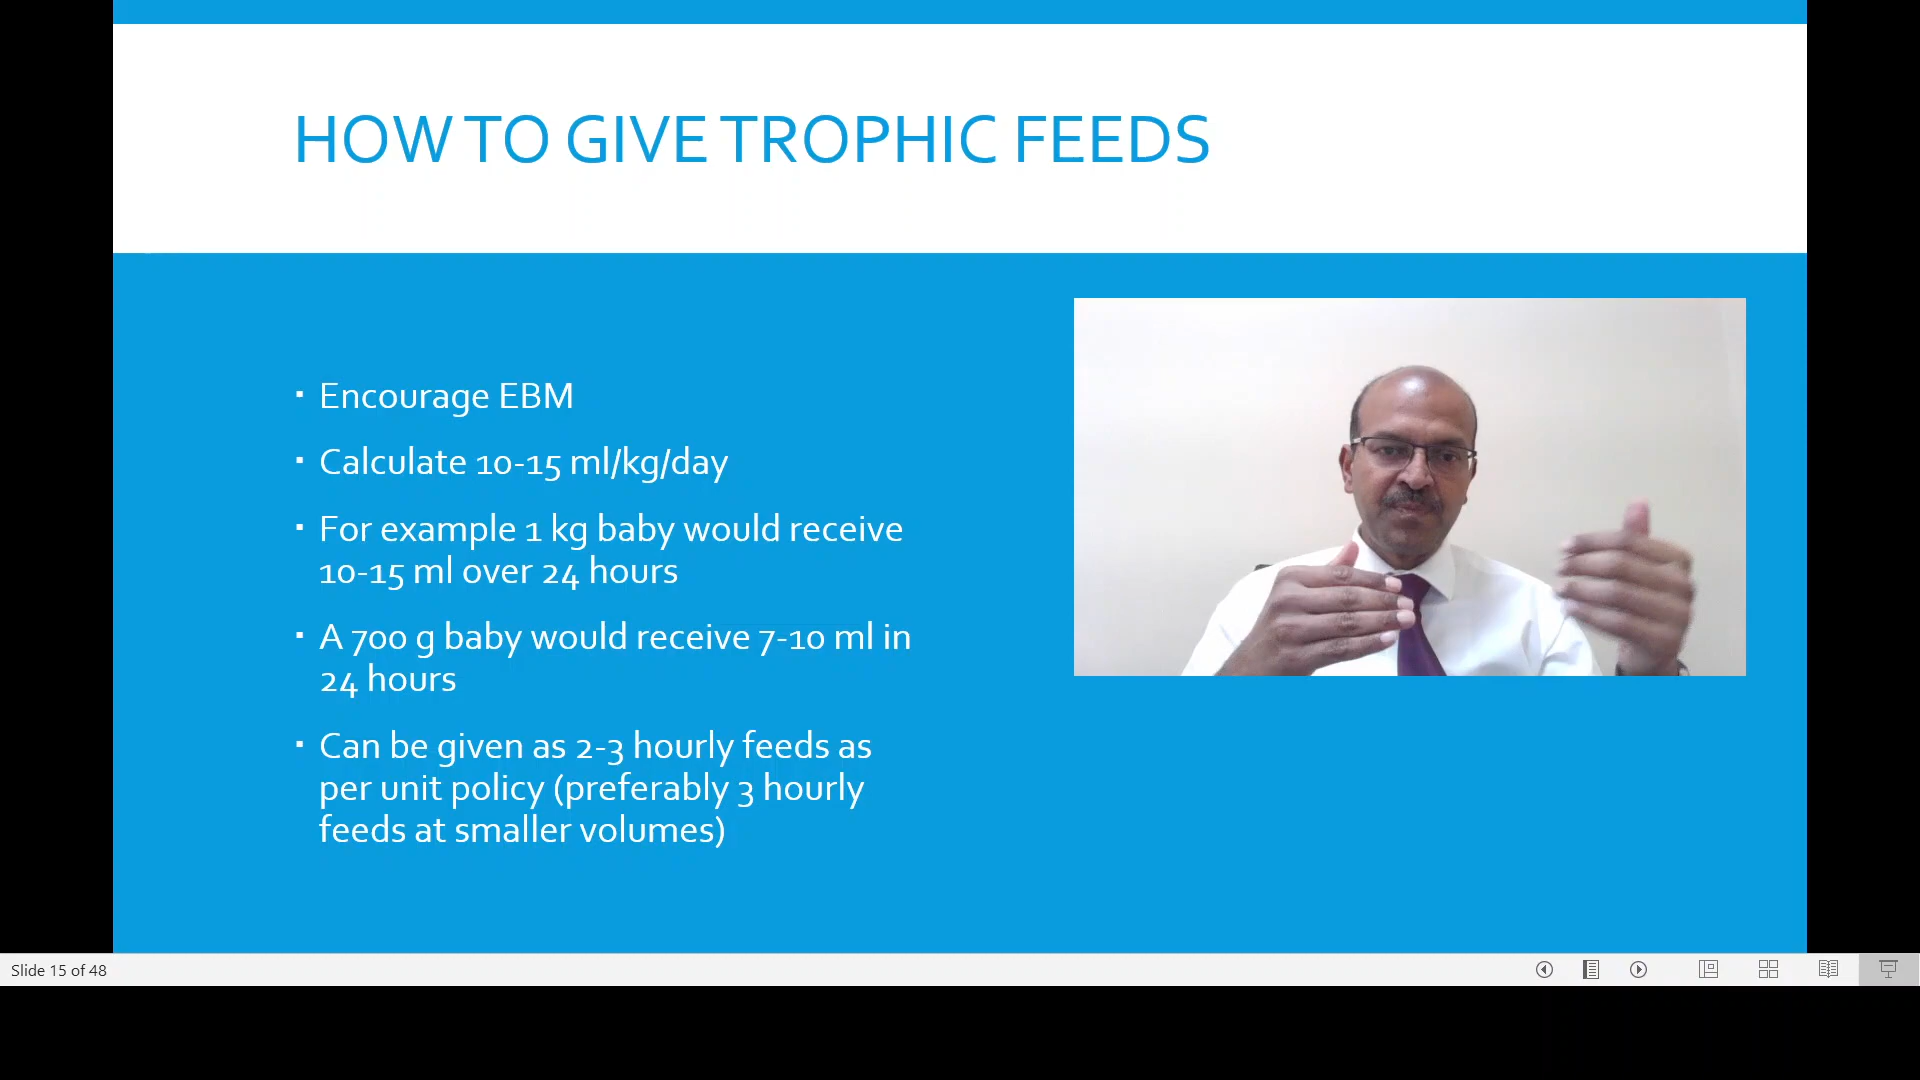 HOW TO GIVE TROPHIC FEEDS
▪ Encourage EBM
▪ Calculate 10-15 ml/kg/day
▪ For example 1 kg baby would receive
10-15 ml over 24 hours
▪ A 700 g baby would receive 7-10 ml in
24 hours
▪ Can be given as 2-3 hourly feeds as
per unit policy (preferably 3 hourly
feeds at smaller volumes)
Slide 15 of 48